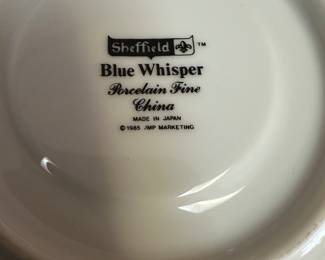 Sheffield ™
Blue Whisper
Porcelain Fine
China
MADE IN JAPAN
© 1985 JMP MARKETING